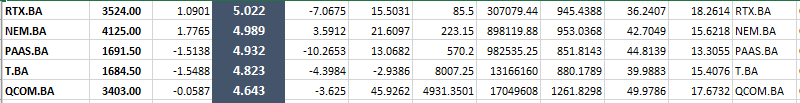 RTX.BA 3524.00 1.0901 5.022 -7.0675 15.5031 85.5 307079.44 945.4388 36.2407 18.2614 RTX.BA
NEM.BA 4125.00 1.7765 4.989 3.5912 21.6097 223.15 898119.88 953.0368 42.7049 15.6218 NEM.BA
PAAS.BA 1691.50 -1.5138 4.932 -10.2653 13.0682 570.2 982535.25 851.8143 44.8139 13.3055 PAAS.BA
T.BA 1684.50 -1.5488 4.823 -4.3984 -2.9386 8007.25 13166160 880.1789 39.9883 15.4076 T.BA
QCOM.BA 3403.00 -0.0587 4.643 -3.625 45.9262 4931.3501 17049608 1261.8298 49.9786 17.6732 QCOM.BA